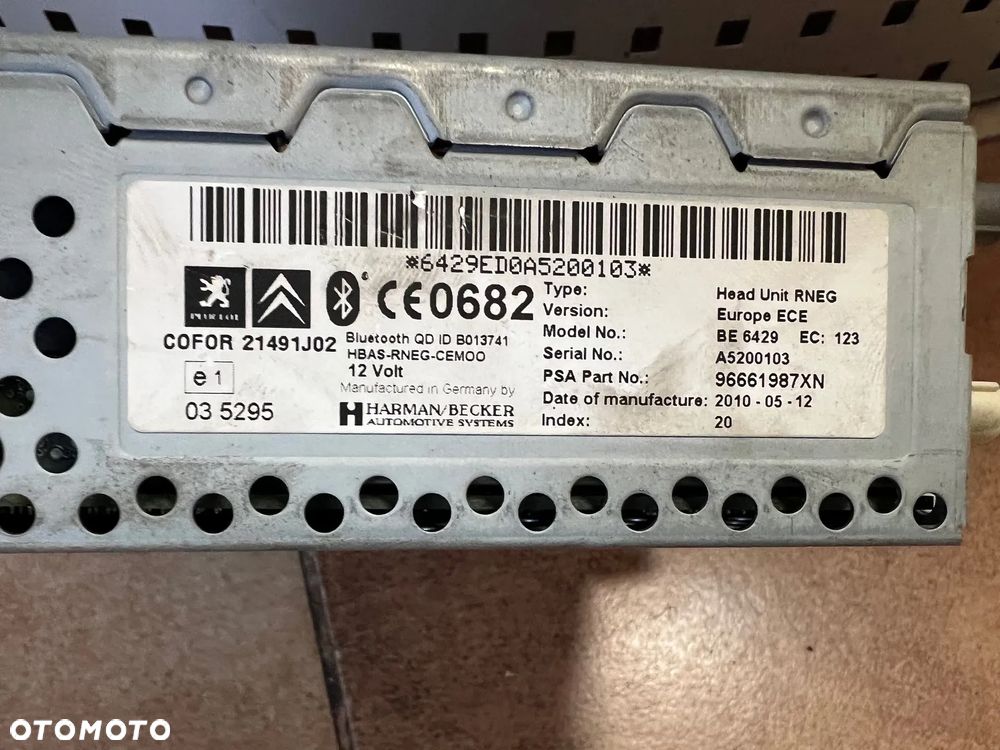 *6429ED0A5200103*
PEUGEOT
CE0682
COFOR 21491J02
Bluetooth QD ID B013741
HBAS-RNEG-CEMOO
12 Volt
e1
03 5295
Manufactured in Germany by
HARMAN/BECKER
AUTOMOTIVE SYSTEMS
Type: Head Unit RNEG
Version: Europe ECE
Model No.: BE 6429 EC: 123
Serial No.: A5200103
PSA Part No.: 96661987XN
Date of manufacture: 2010-05-12
Index: 20
OTOMOTO